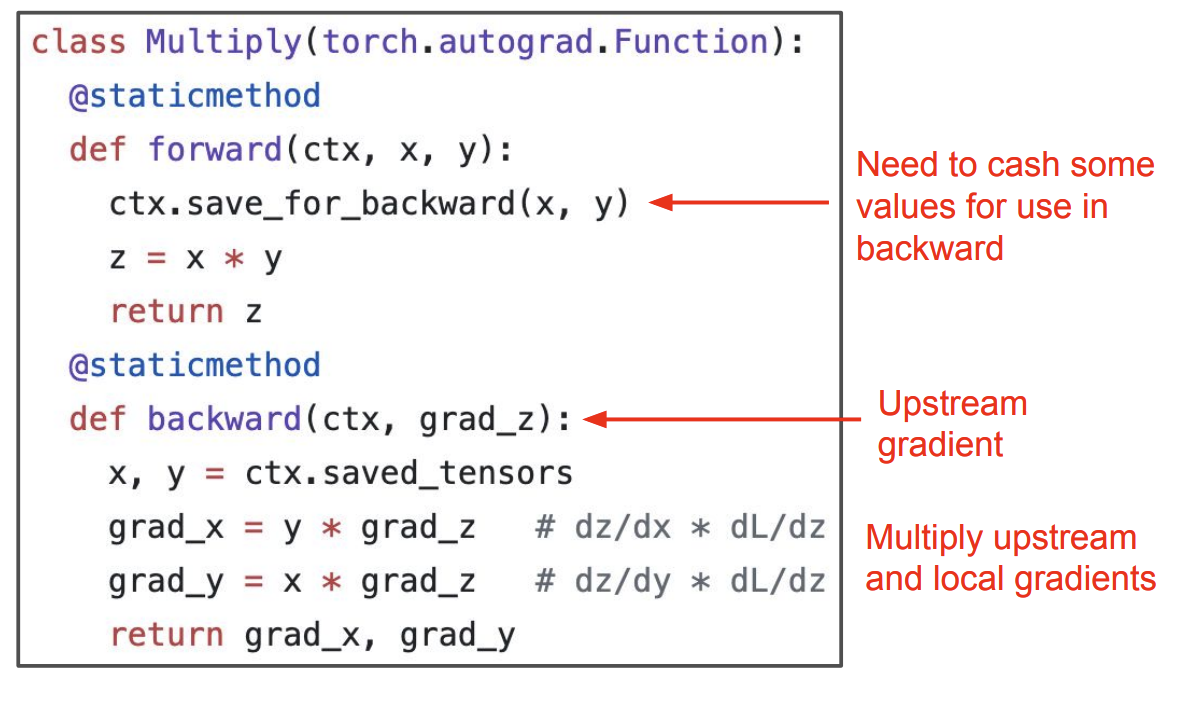 class Multiply(torch.autograd.Function):
@staticmethod
def forward(ctx, x, y):
ctx.save_for_backward(x, y)
Need to cash some
values for use in
backward
z = x * y
return z
@staticmethod
def backward(ctx, grad_z):
Upstream
gradient
x, y = ctx.saved_tensors
grad_x = y * grad_z   # dz/dx * dL/dz
grad_y = x * grad_z   # dz/dy * dL/dz
Multiply upstream
and local gradients
return grad_x, grad_y